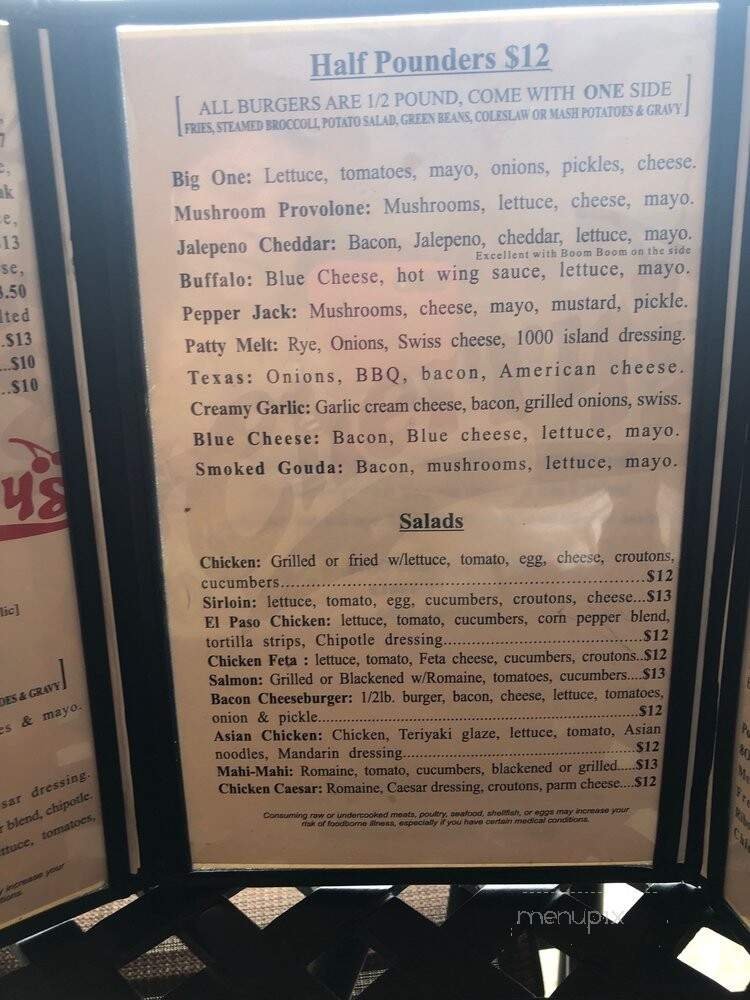 Half Pounders $12
ALL BURGERS ARE 1/2 POUND, COME WITH ONE SIDE
FRIES, STEAMED BROCCOLI, POTATO SALAD, GREEN BEANS, COLESLAW OR MASH POTATOES & GRAVY
Big One: Lettuce, tomatoes, mayo, onions, pickles, cheese.
Mushroom Provolone: Mushrooms, lettuce, cheese, mayo.
Jalepeno Cheddar: Bacon, Jalepeno, cheddar, lettuce, mayo.
Excellent with Boom Boom on the side
Buffalo: Blue Cheese, hot wing sauce, lettuce, mayo.
Pepper Jack: Mushrooms, cheese, mayo, mustard, pickle.
Patty Melt: Rye, Onions, Swiss cheese, 1000 island dressing.
Texas: Onions, BBQ, bacon, American cheese.
Creamy Garlic: Garlic cream cheese, bacon, grilled onions, swiss.
Blue Cheese: Bacon, Blue cheese, lettuce, mayo.
Smoked Gouda: Bacon, mushrooms, lettuce, mayo.
Salads
Chicken: Grilled or fried w/lettuce, tomato, egg, cheese, croutons,
cucumbers.....$12
Sirloin: lettuce, tomato, egg, cucumbers, croutons, cheese...$13
El Paso Chicken: lettuce, tomato, cucumbers, corn pepper blend,
tortilla strips, Chipotle dressing.....$12
Chicken Feta : lettuce, tomato, Feta cheese, cucumbers, croutons..$12
Salmon: Grilled or Blackened w/Romaine, tomatoes, cucumbers....$13
Bacon Cheeseburger: 1/2lb. burger, bacon, cheese, lettuce, tomatoes,
onion & pickle.....$12
Asian Chicken: Chicken, Teriyaki glaze, lettuce, tomato, Asian
noodles, Mandarin dressing.....$12
Mahi-Mahi: Romaine, tomato, cucumbers, blackened or grilled.....$13
Chicken Caesar: Romaine, Caesar dressing, croutons, parm cheese....$12
Consuming raw or undercooked meats, poultry, seafood, shellfish, or eggs may increase your
risk of foodborne illness, especially if you have certain medical conditions.
.$13
...$10
...$10
& GRAVY
& mayo.
dressing.
blend, chipotle.
tomatoes,
increase your
menupix